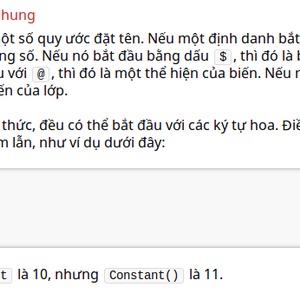 hung
một số quy ước đặt tên. Nếu một định danh bắt
ng số. Nếu nó bắt đầu bằng dấu $, thì đó là b
u với @, thì đó là một thể hiện của biến. Nếu n
ến của lớp.
thức, đều có thể bắt đầu với các ký tự hoa. Điề
m lẫn, như ví dụ dưới đây:
t là 10, nhưng Constant() là 11.